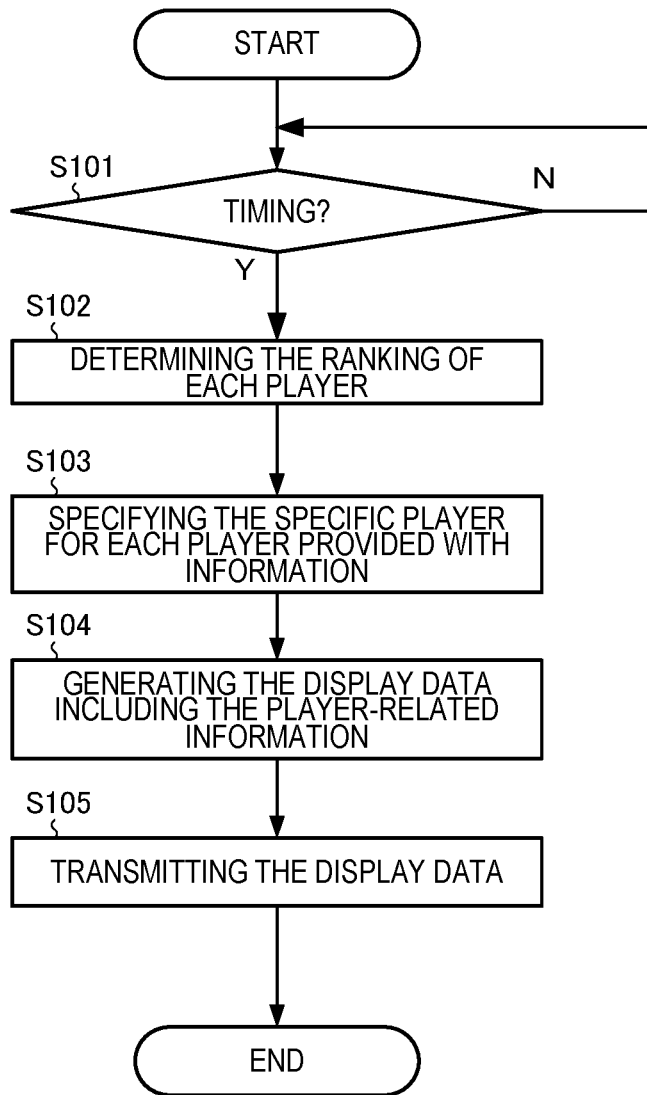 START
S101
TIMING?
N
Y
S102
DETERMINING THE RANKING OF
EACH PLAYER
S103
SPECIFYING THE SPECIFIC PLAYER
FOR EACH PLAYER PROVIDED WITH
INFORMATION
S104
GENERATING THE DISPLAY DATA
INCLUDING THE PLAYER-RELATED
INFORMATION
S105
TRANSMITTING THE DISPLAY DATA
END